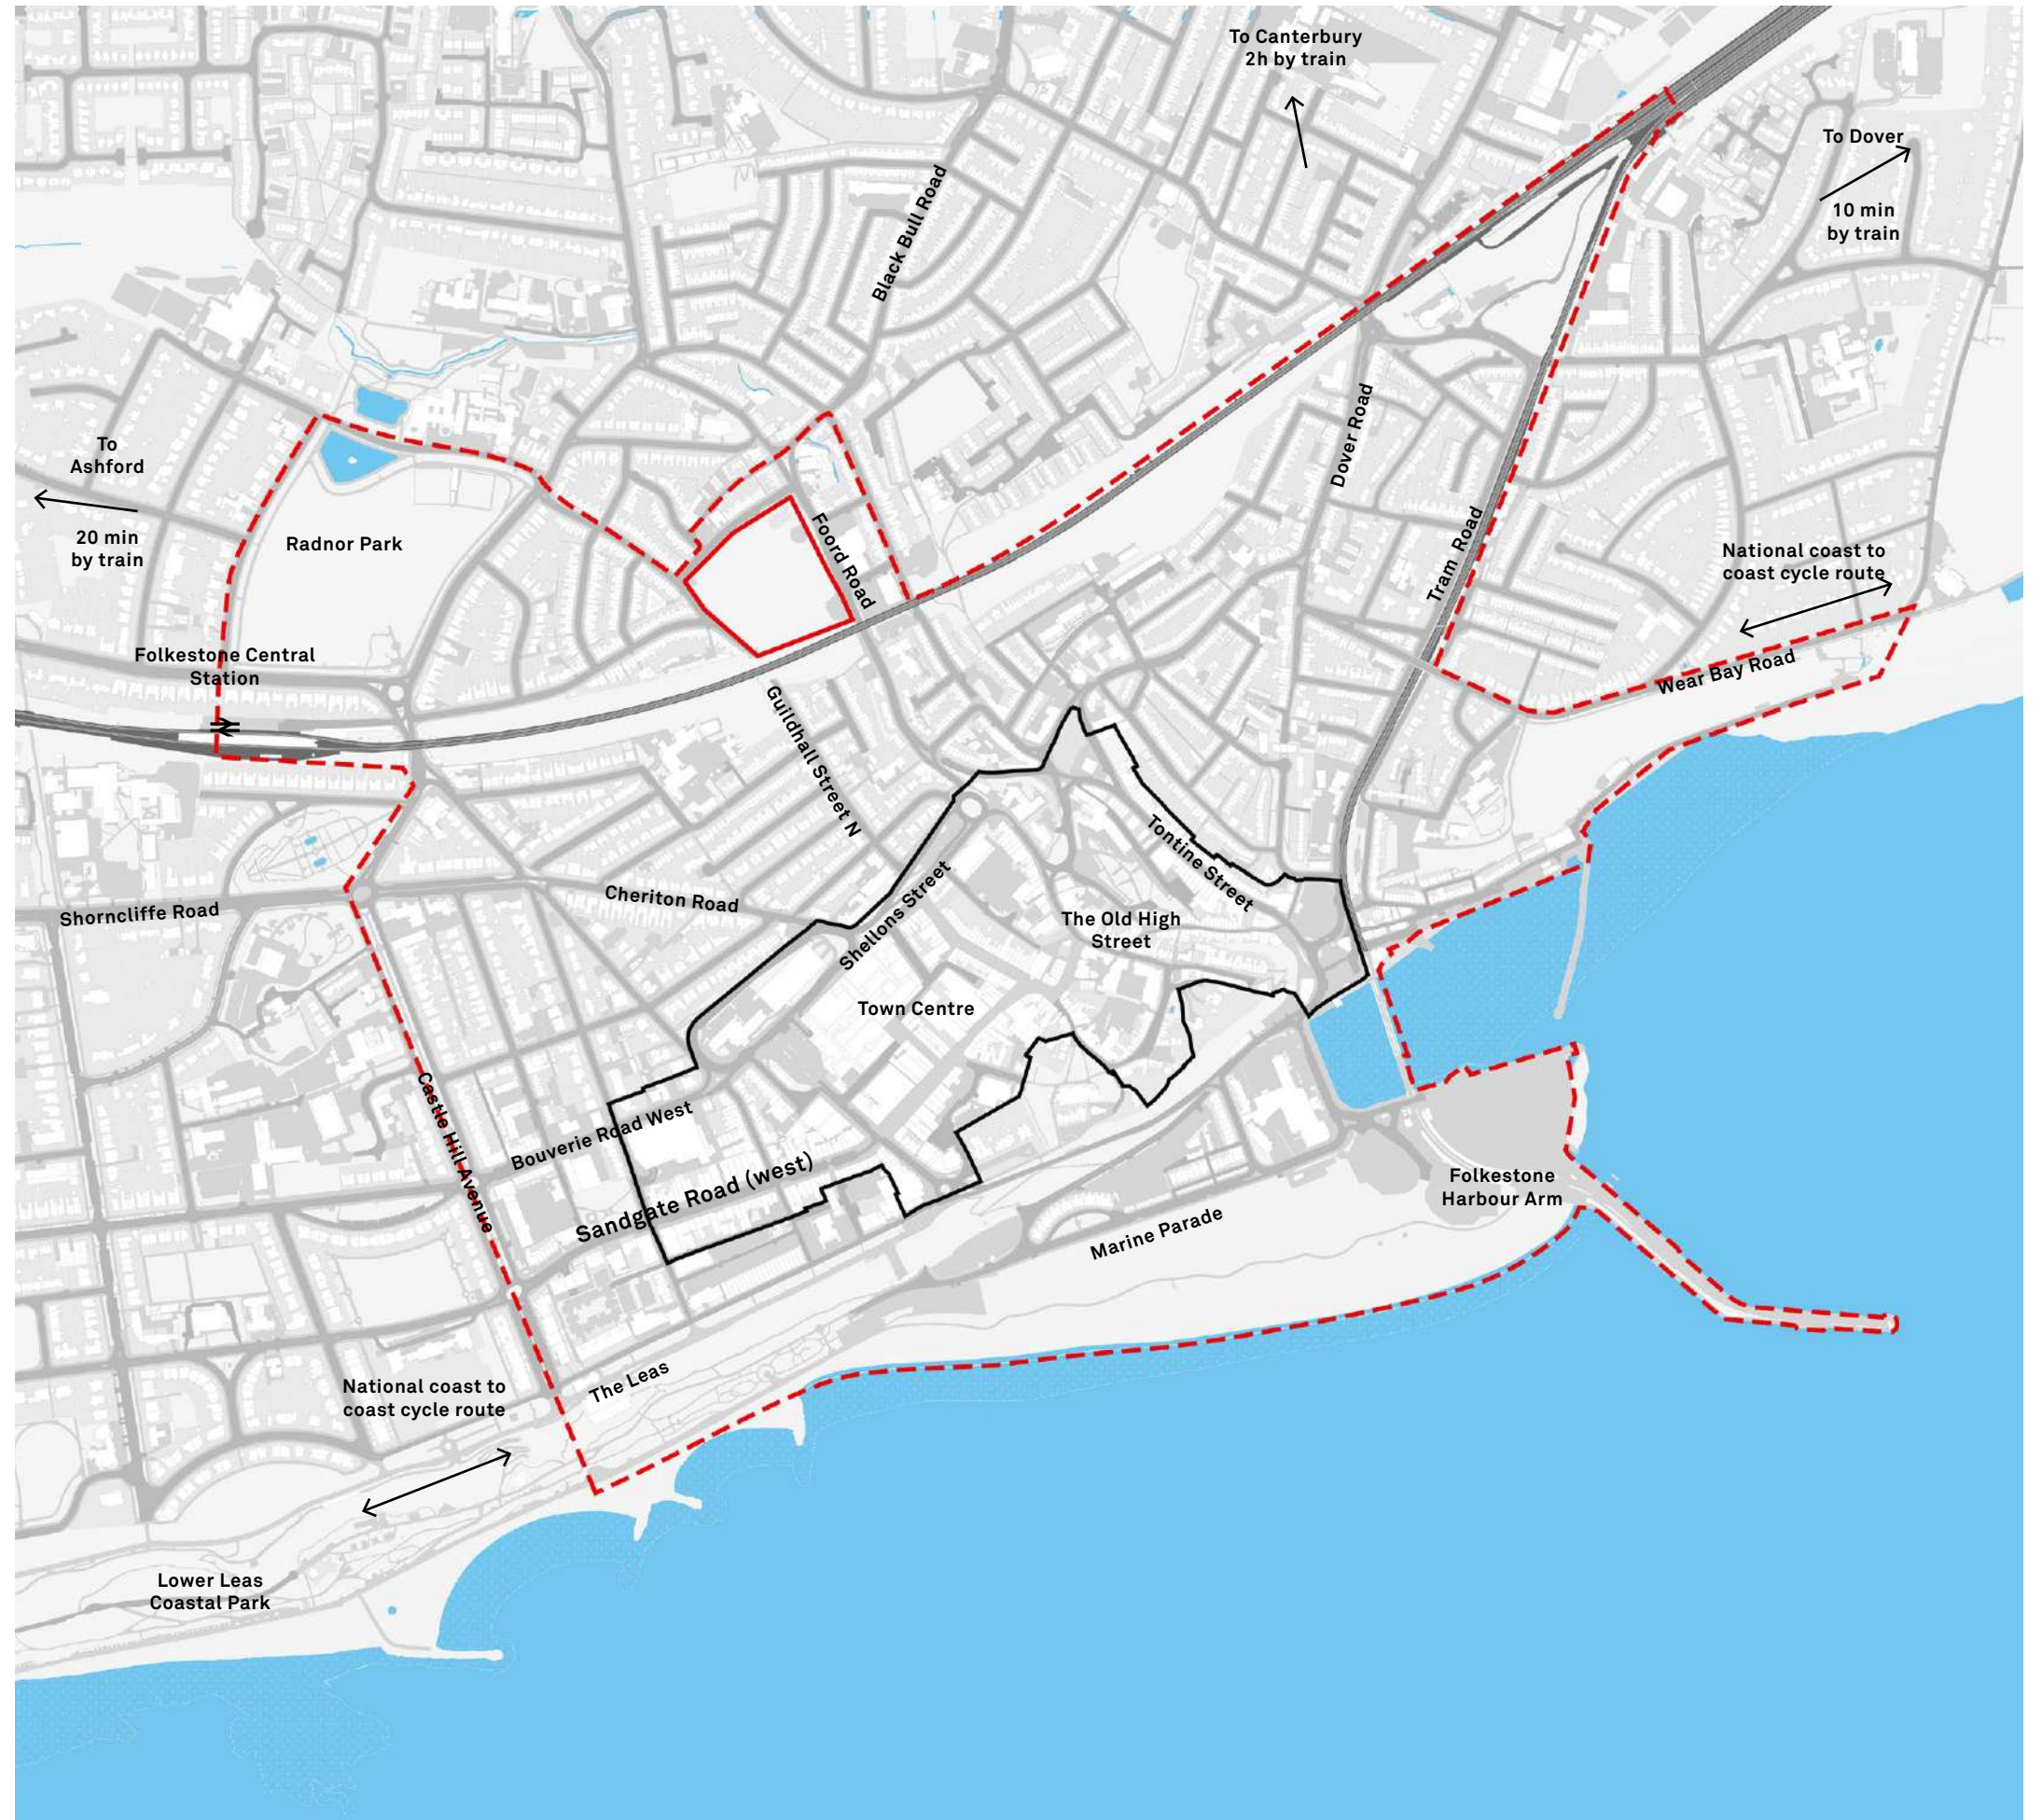 To Canterbury
2h by train
To Dover
10 min
by train
Black Bull Road
To
Ashford
20 min
by train
Radnor Park
Foord Road
Dover Road
Tram Road
National coast to
coast cycle route
Wear Bay Road
Folkestone Central
Station
Guildhall Street N
Tontine Street
Shorncliffe Road
Cheriton Road
Shellons Street
The Old High
Street
Town Centre
Castle Hill Avenue
Bouverie Road West
Sandgate Road (west)
Folkestone
Harbour Arm
Marine Parade
The Leas
National coast to
coast cycle route
Lower Leas
Coastal Park